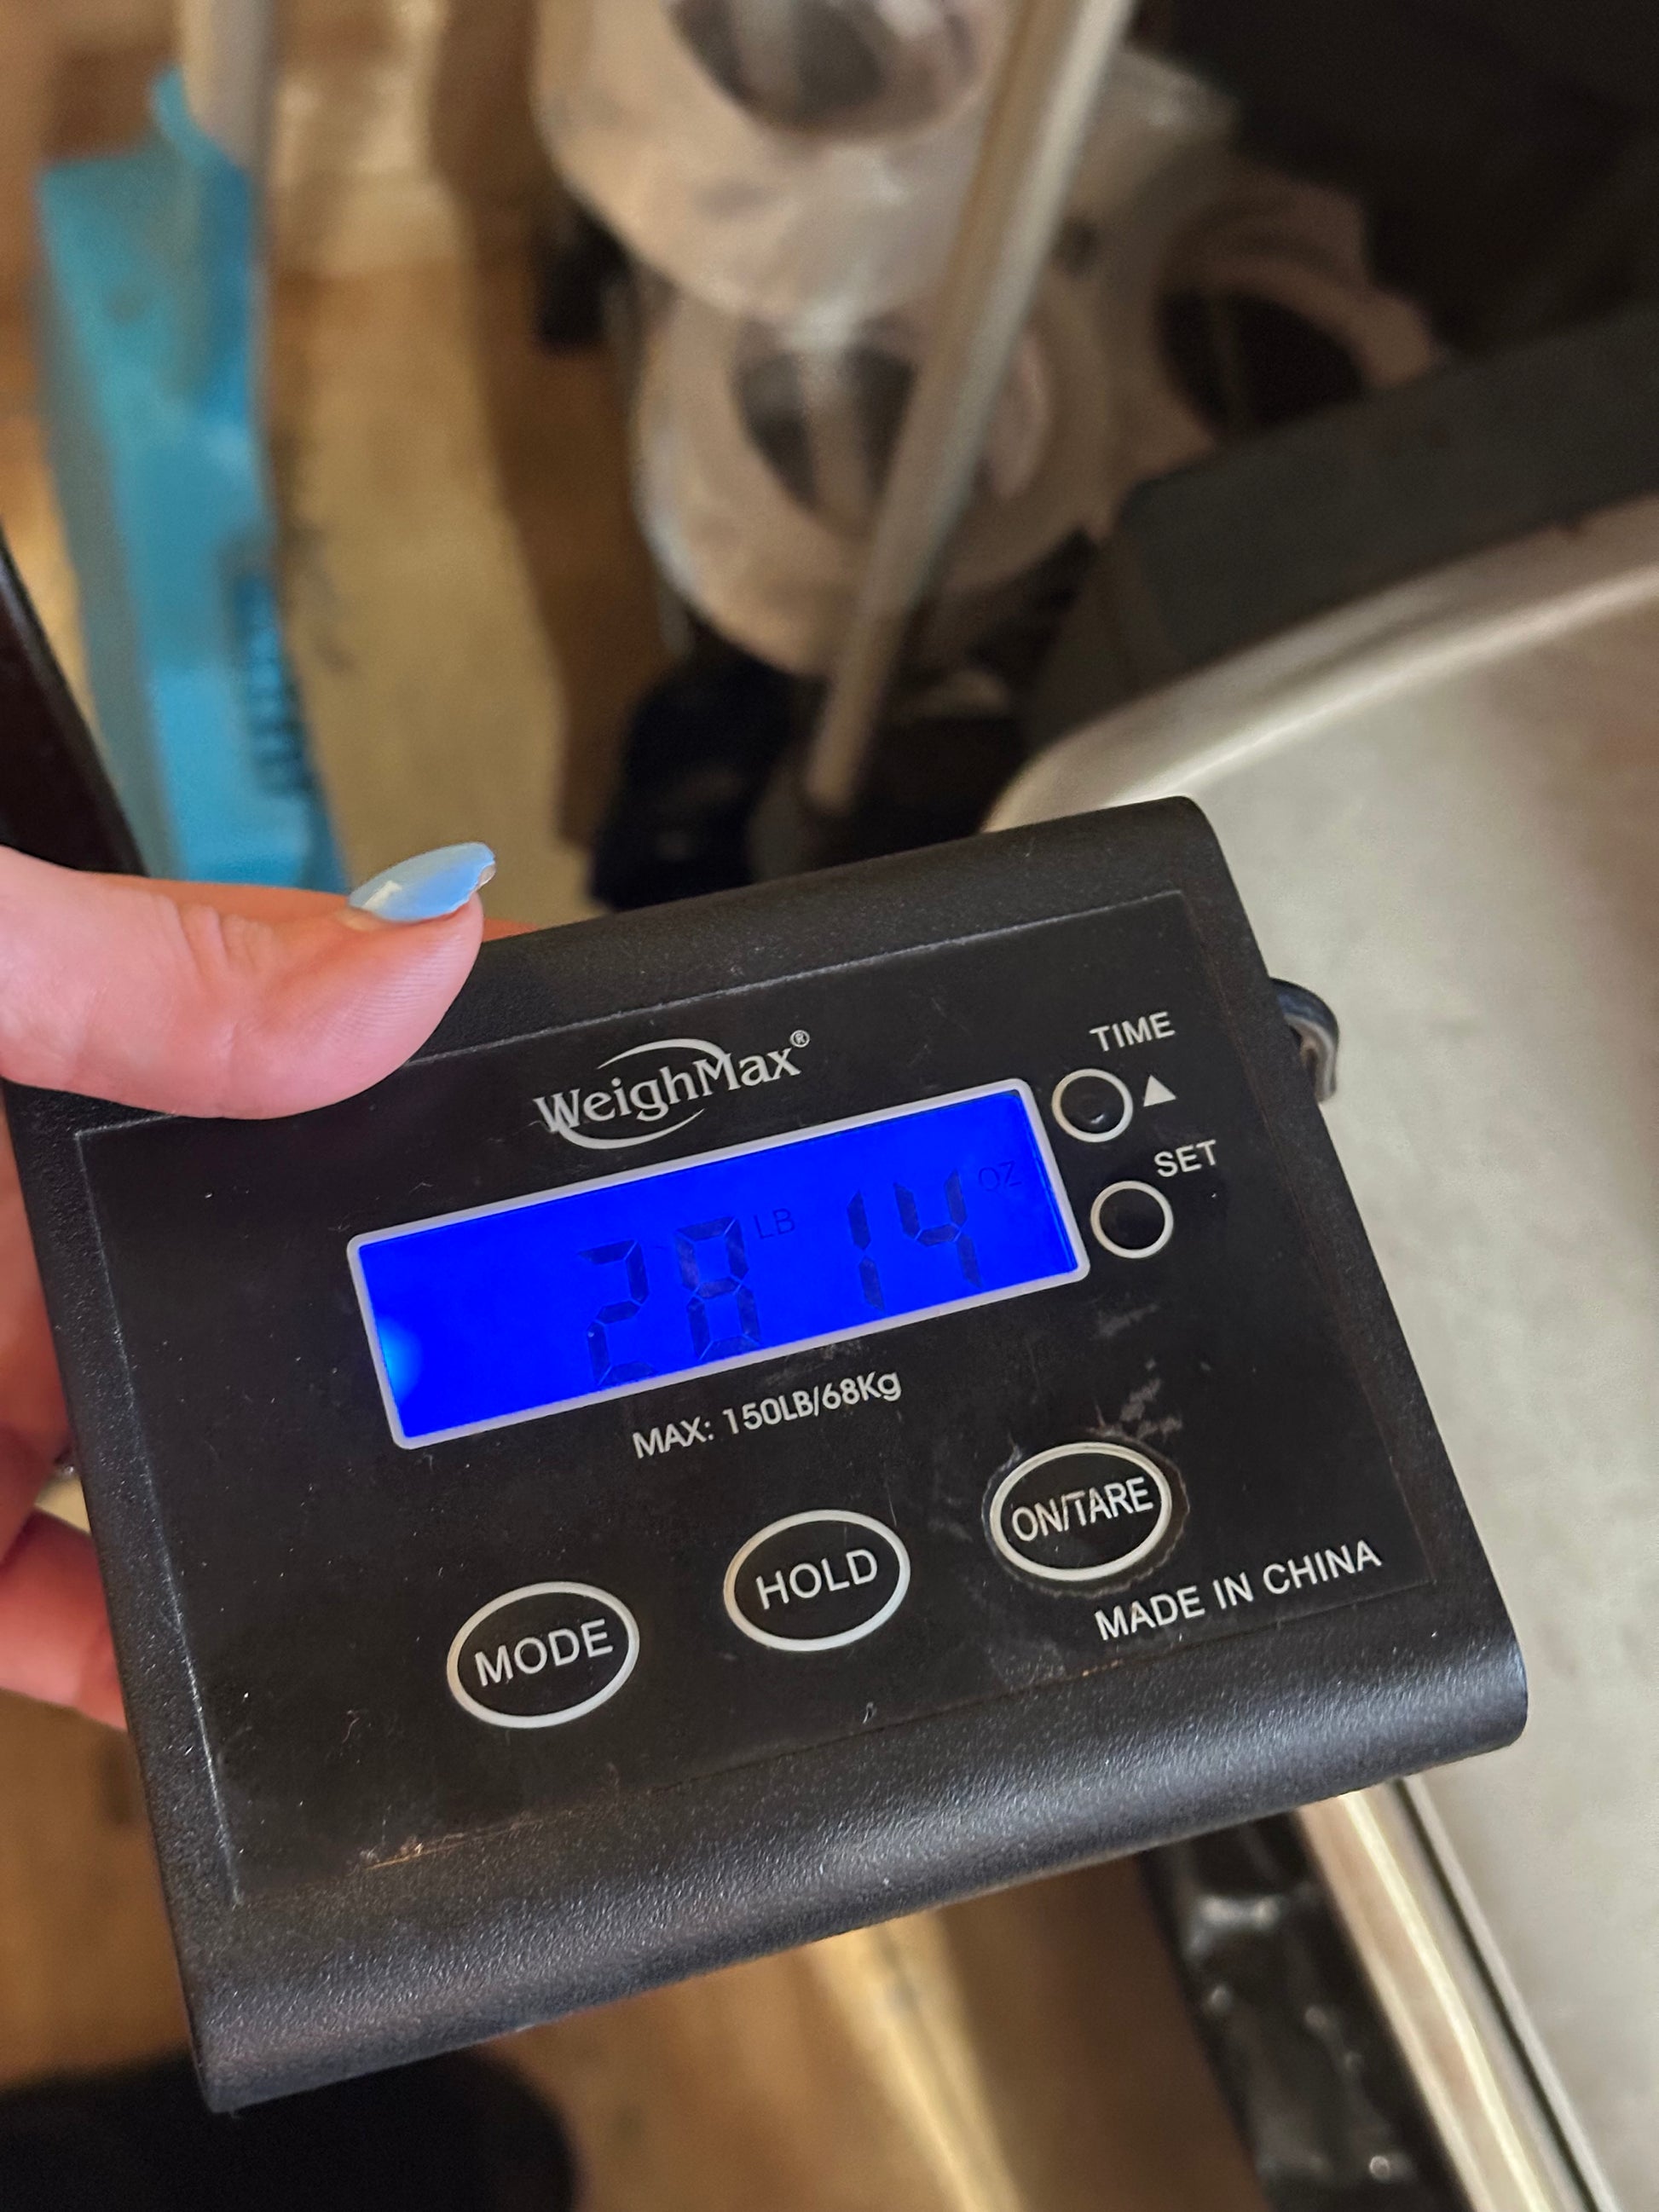 WeighMax®
TIME
▲
SET
28 LB 14 OZ
MAX: 150LB/68Kg
MODE
HOLD
ON/TARE
MADE IN CHINA